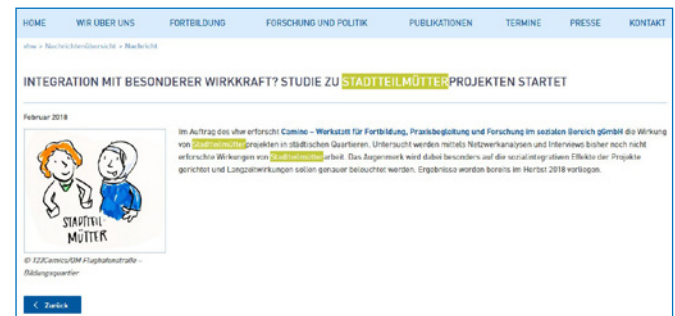 HOME WIR ÜBER UNS FORTBILDUNG FORSCHUNG UND POLITIK PUBLIKATIONEN TERMINE PRESSE KONTAKT
vhw > Nachrichtenübersicht > Nachricht
INTEGRATION MIT BESONDERER WIRKKRAFT? STUDIE ZU STADTTEILMÜTTERPROJEKTEN STARTET
Februar 2018
Im Auftrag des vhw erforscht Camino – Werkstatt für Fortbildung, Praxisbegleitung und Forschung im sozialen Bereich gGmbH die Wirkung
von Stadtteilmütterprojekten in städtischen Quartieren. Untersucht werden mittels Netzwerkanalysen und Interviews bisher noch nicht
erforschte Wirkungen von Stadtteilmütterarbeit. Das Augenmerk wird dabei besonders auf die sozialintegrativen Effekte der Projekte
gerichtet und Langzeitwirkungen sollen genauer beleuchtet werden. Ergebnisse werden bereits im Herbst 2018 vorliegen.
STADTTEIL-
MÜTTER
© 123Comics/QM Flughafenstraße –
Bildungsquartier
< Zurück